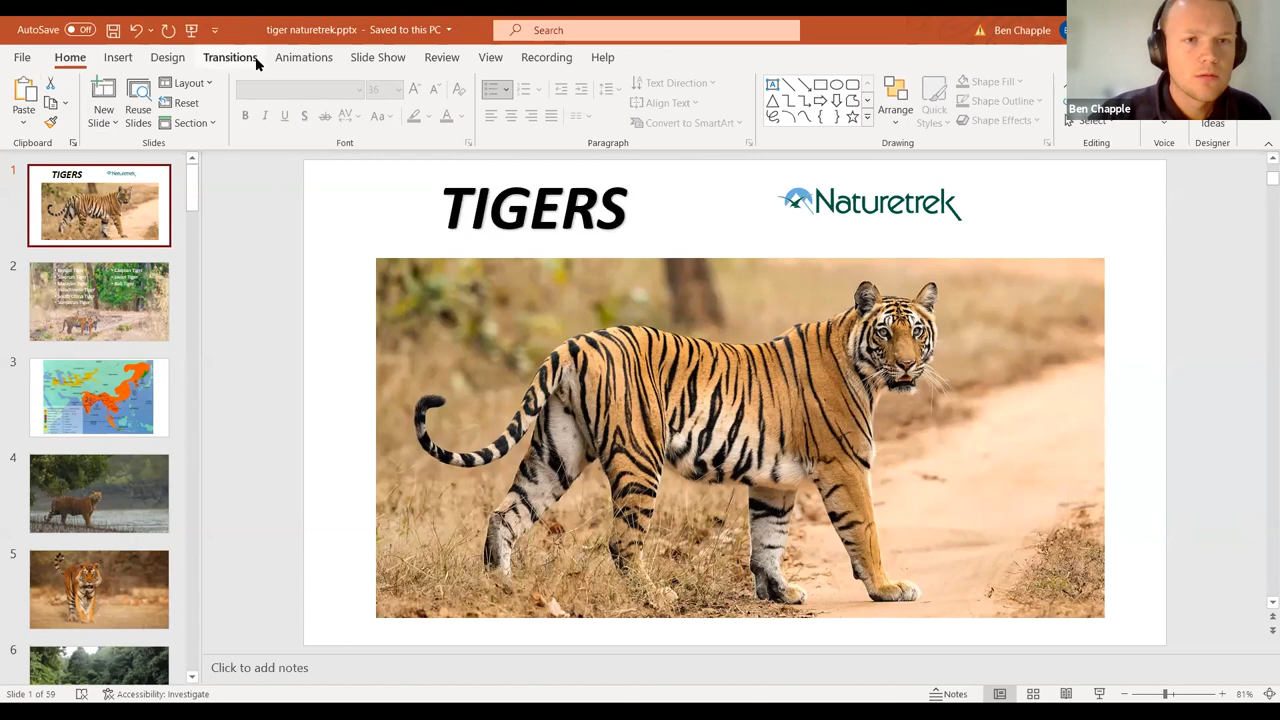 AutoSave Off
tiger naturetrek.pptx - Saved to this PC
Search
Ben Chapple
File Home Insert Design Transitions Animations Slide Show Review View Recording Help
Paste
New Slide
Reuse Slides
Layout
Reset
Section
36
Text Direction
Align Text
Convert to SmartArt
Arrange
Quick Styles
Shape Fill
Shape Outline
Shape Effects
Ben Chapple
Select
Clipboard Slides Font Paragraph Drawing Editing Voice Designer
Ideas
1
TIGERS Naturetrek
2
3
4
5
6
TIGERS
Naturetrek
Click to add notes
Slide 1 of 59
Accessibility: Investigate
Notes
81%